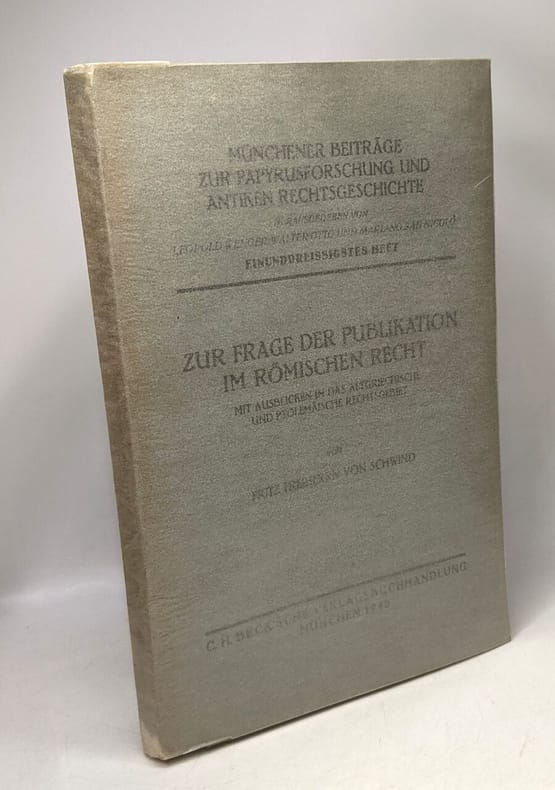 MÜNCHENER BEITRÄGE
ZUR PAPYRUSFORSCHUNG UND
ANTIKEN RECHTSGESCHICHTE
HERAUSGEGEBEN VON
LEOPOLD WENGER, WALTER OTTO UND MARIANO SAN NICOLÒ
EINUNDDREISSIGSTES HEFT
ZUR FRAGE DER PUBLIKATION
IM RÖMISCHEN RECHT
MIT AUSBLICKEN IN DAS ALTGRIECHISCHE
UND PTOLEMÄISCHE RECHTSGEBIET
VON
FRITZ FREIHERRN VON SCHWIND
C. H. BECK'SCHE VERLAGSBUCHHANDLUNG
MÜNCHEN 1940